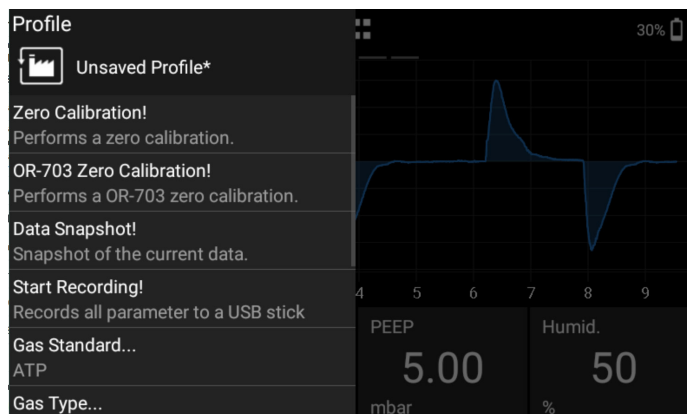 Profile
Unsaved Profile*
Zero Calibration!
Performs a zero calibration.
OR-703 Zero Calibration!
Performs a OR-703 zero calibration.
Data Snapshot!
Snapshot of the current data.
Start Recording!
Records all parameter to a USB stick
Gas Standard...
ATP
Gas Type...
30%
4 5 6 7 8 9
PEEP
5.00
mbar
Humid.
50
%